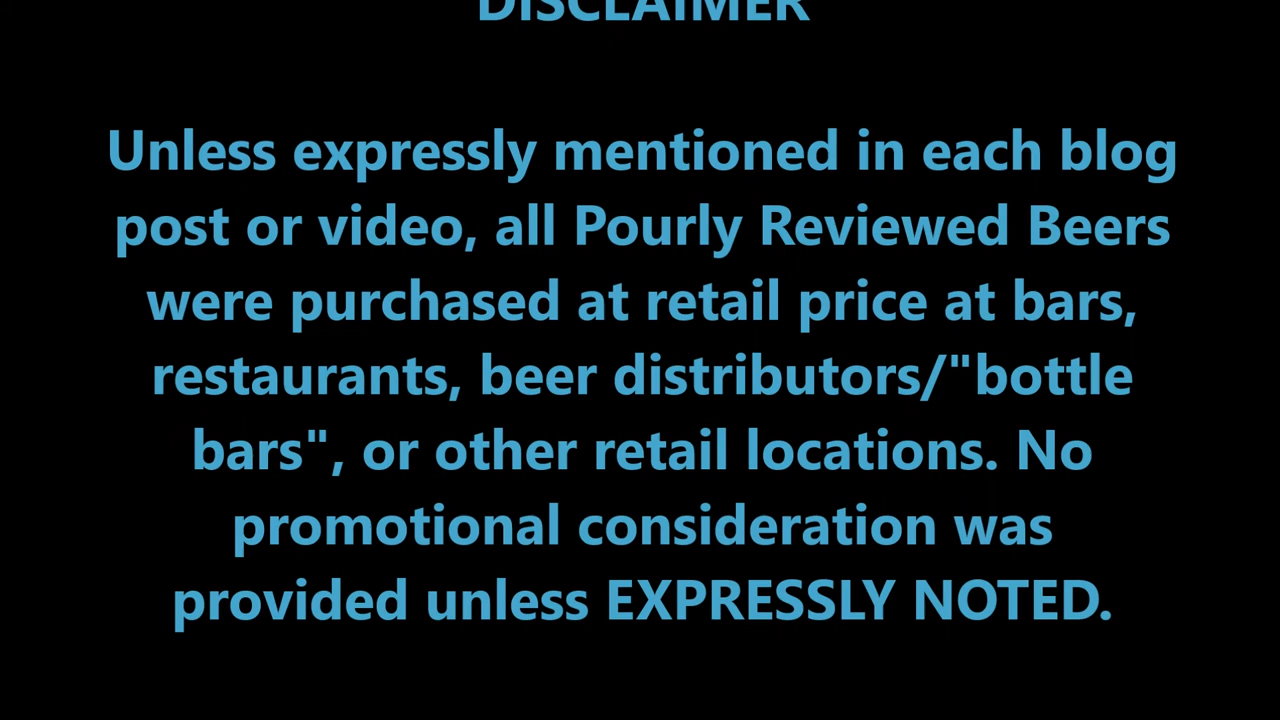 DISCLAIMER
Unless expressly mentioned in each blog
post or video, all Pourly Reviewed Beers
were purchased at retail price at bars,
restaurants, beer distributors/"bottle
bars", or other retail locations. No
promotional consideration was
provided unless EXPRESSLY NOTED.